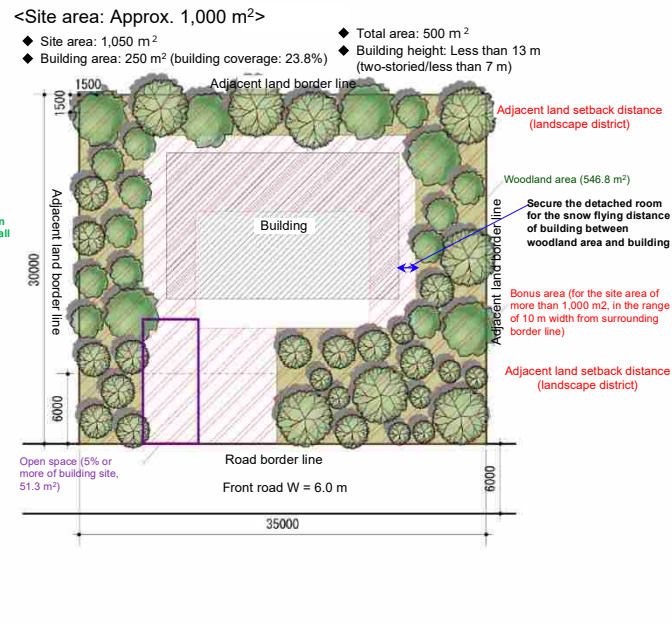 <Site area: Approx. 1,000 m²>
◆ Site area: 1,050 m²
◆ Building area: 250 m² (building coverage: 23.8%)
◆ Total area: 500 m²
◆ Building height: Less than 13 m
(two-storied/less than 7 m)
1500
Adjacent land border line
1500
Adjacent land setback distance
(landscape district)
Woodland area (546.8 m²)
Secure the detached room
for the snow flying distance
of building between
woodland area and building
n
all
Adjacent land border line
30000
Building
Adjacent land border line
Bonus area (for the site area of
more than 1,000 m2, in the range
of 10 m width from surrounding
border line)
Adjacent land setback distance
(landscape district)
6000
Open space (5% or
more of building site,
51.3 m²)
Road border line
Front road W = 6.0 m
6000
35000